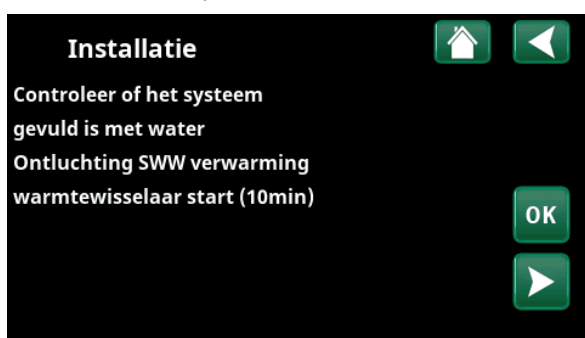 Installatie
Controleer of het systeem
gevuld is met water
Ontluchting SWW verwarming
warmtewisselaar start (10min)
OK